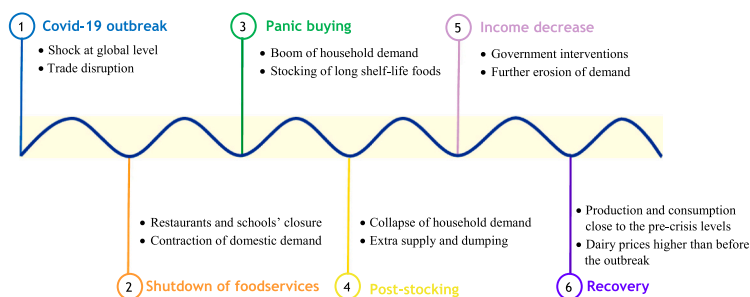 1 Covid-19 outbreak
• Shock at global level
• Trade disruption
3 Panic buying
• Boom of household demand
• Stocking of long shelf-life foods
5 Income decrease
• Government interventions
• Further erosion of demand
• Restaurants and schools’ closure
• Contraction of domestic demand
2 Shutdown of foodservices
• Collapse of household demand
• Extra supply and dumping
4 Post-stocking
• Production and consumption
close to the pre-crisis levels
• Dairy prices higher than before
the outbreak
6 Recovery